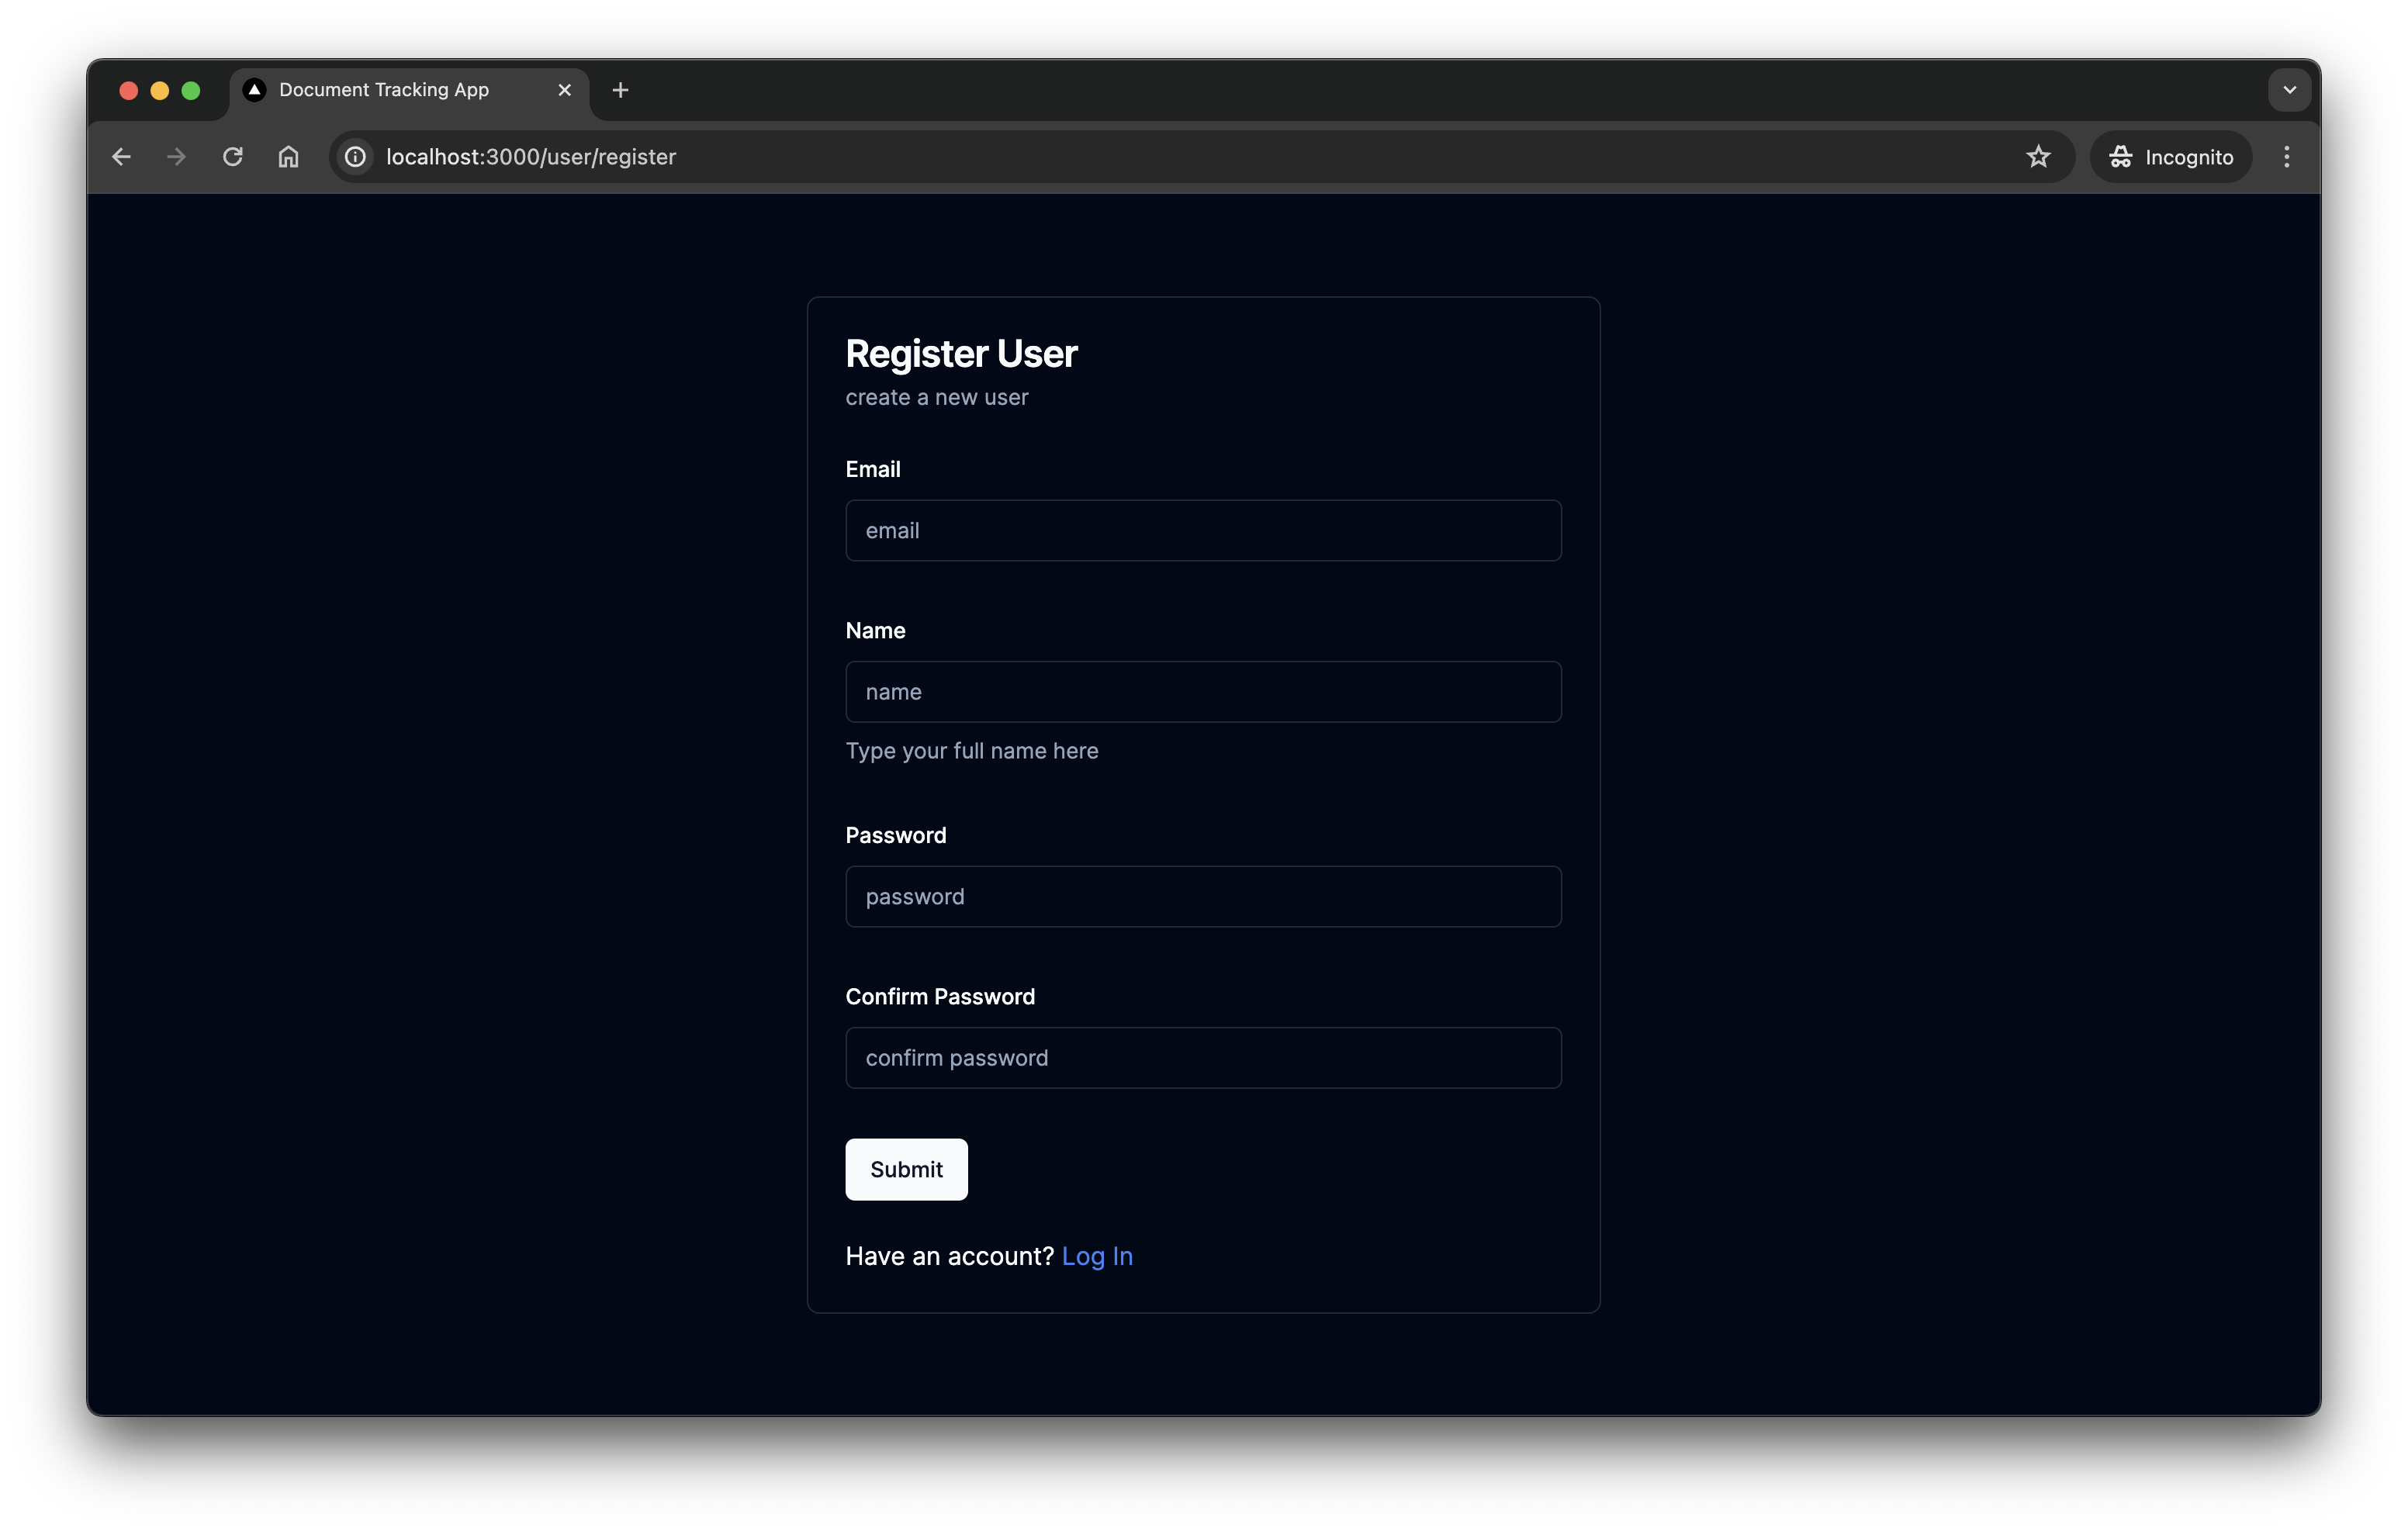 Document Tracking App
localhost:3000/user/register
Incognito
Register User
create a new user
Email
email
Name
name
Type your full name here
Password
password
Confirm Password
confirm password
Submit
Have an account? Log In